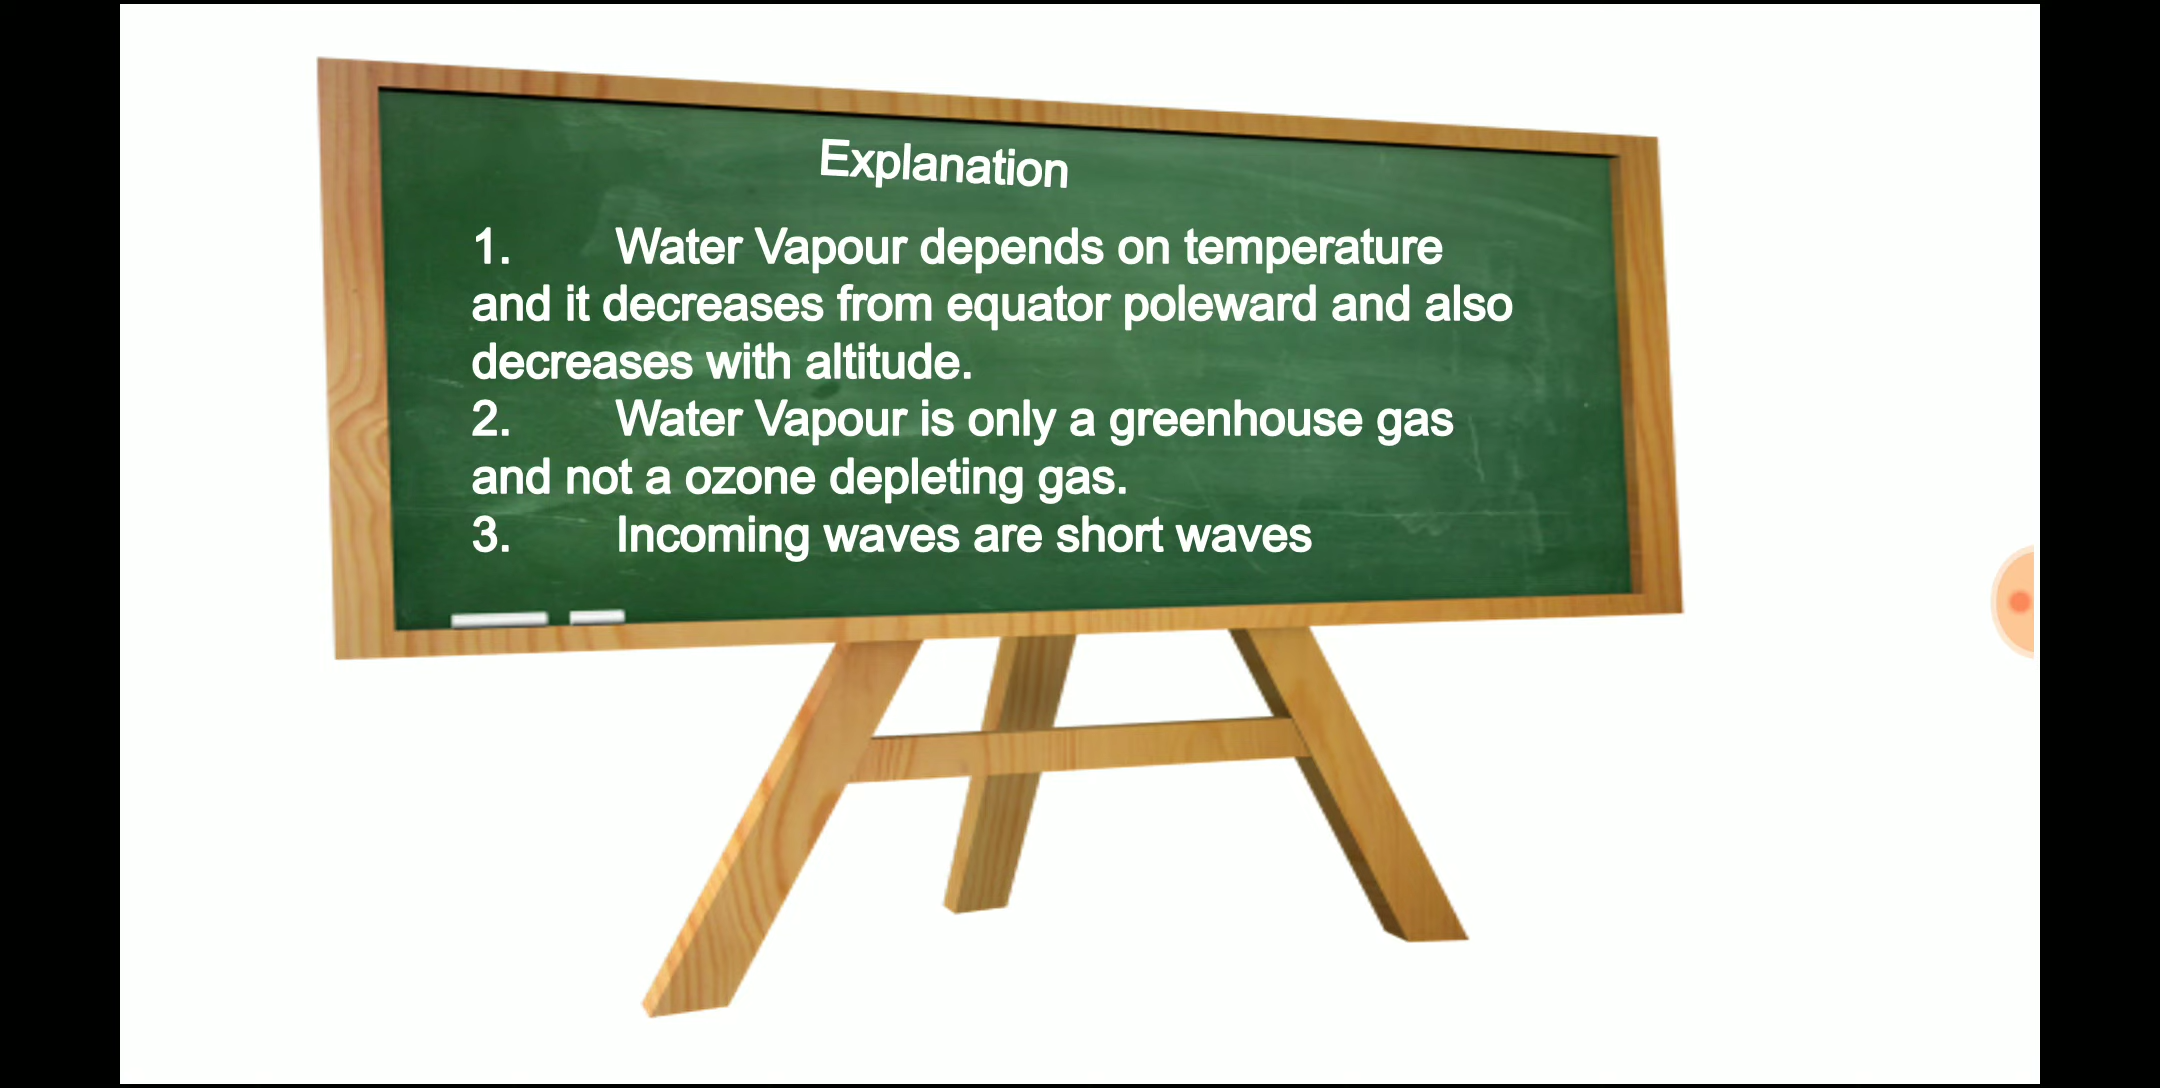 Explanation
1. Water Vapour depends on temperature
and it decreases from equator poleward and also
decreases with altitude.
2. Water Vapour is only a greenhouse gas
and not a ozone depleting gas.
3. Incoming waves are short waves